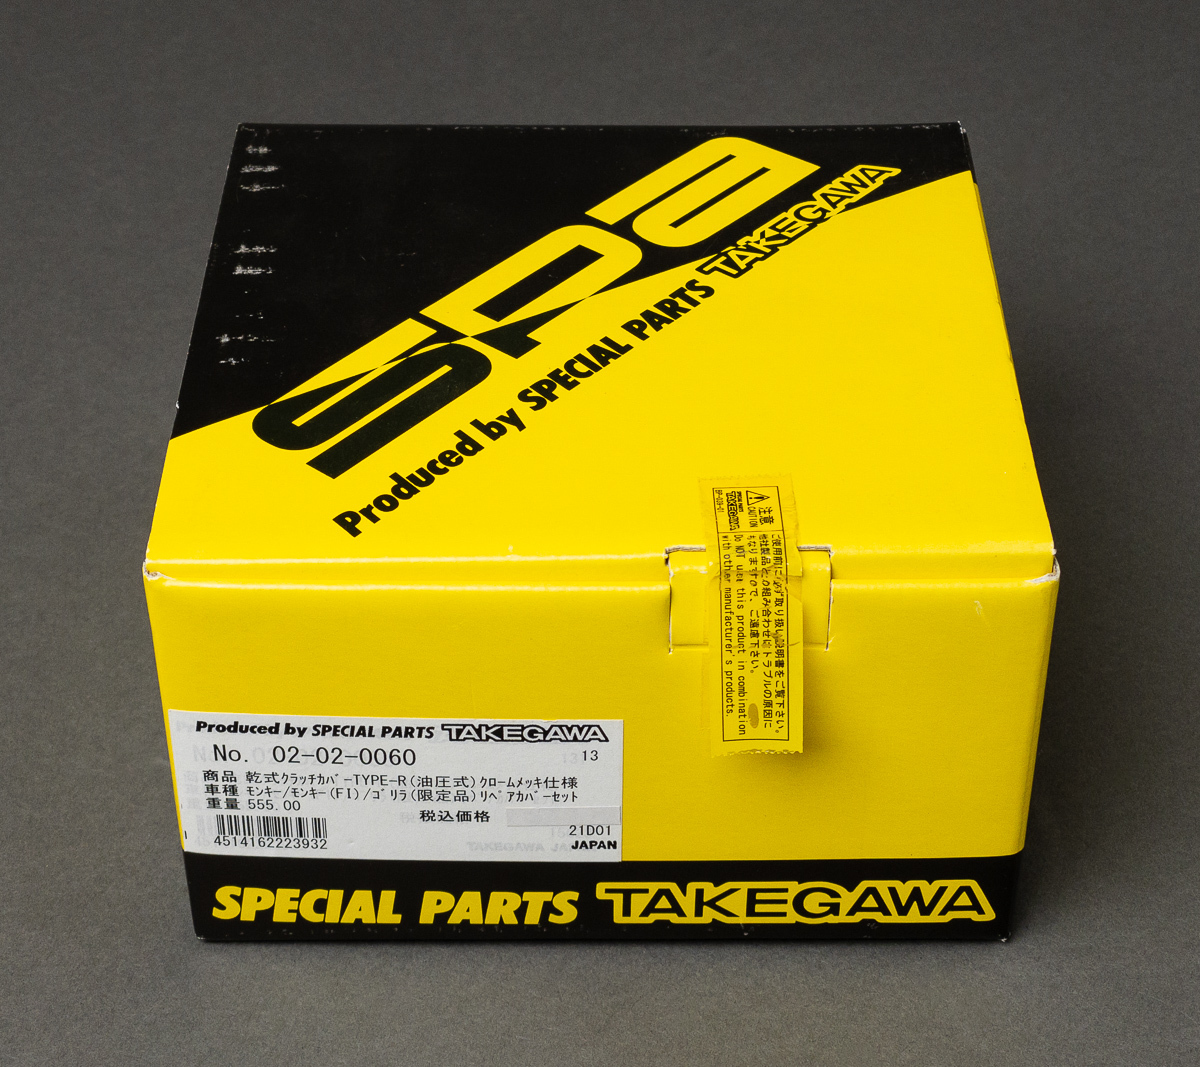 spa
Produced by SPECIAL PARTS TAKEGAWA
注意
⚠CAUTION
SPECIAL PARTS
TAKEGAWA
ご使用前に必ず取り扱い説明書をご覧下さい。
他社製品との組み合わせはトラブルの原因に
なりますので、ご遠慮下さい。
Do NOT use this product in combination
with other manufacturer's products.
Produced by SPECIAL PARTS TAKEGAWA
No. 02-02-0060 13
商品 乾式クラッチカバーTYPE-R(油圧式)クロームメッキ仕様
車種 モンキー/モンキー(FI)/ゴリラ(限定品)リペアカバーセット
重量 555.00
税込価格
21D01
4514162223932 JAPAN
SPECIAL PARTS TAKEGAWA